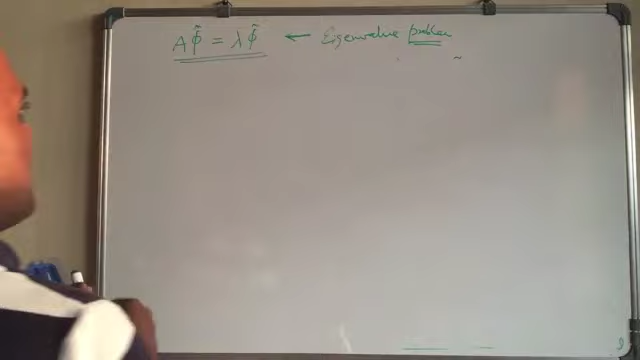 Aφ̃ = λφ̃ ← Eigenvalue problem